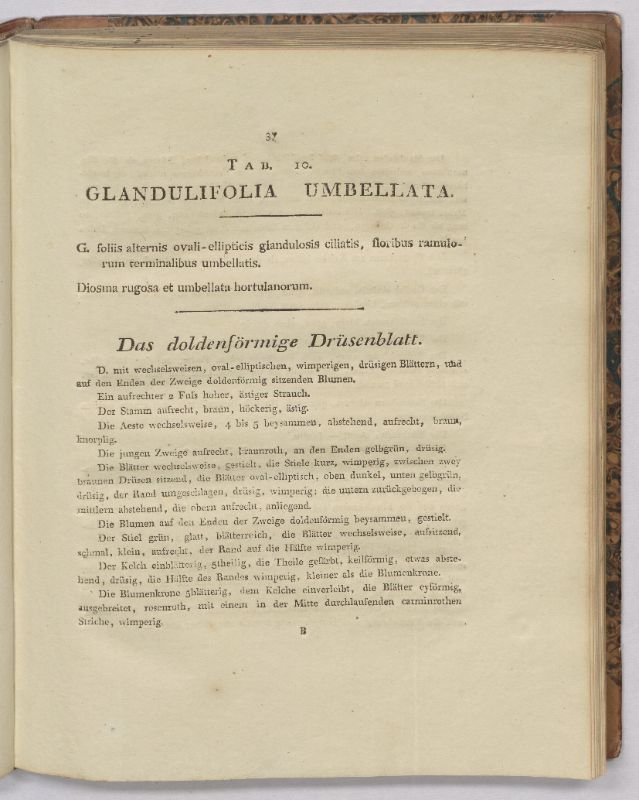 37
TAB. 10.
GLANDULIFOLIA UMBELLATA.
G. foliis alternis ovali-ellipticis glandulosis ciliatis, floribus ramulo-
rum terminalibus umbellatis.
Diosma rugosa et umbellata hortulanorum.
Das doldenförmige Drüsenblatt.
D. mit wechselsweisen, oval-elliptischen, wimperigen, drüsigen Blättern, und
auf den Enden der Zweige doldenförmig sitzenden Blumen.
Ein aufrechter 2 Fuſs hoher, ästiger Strauch.
Der Stamm aufrecht, braun, höckerig, ästig.
Die Aeste wechselsweise, 4 bis 5 beysammen, abstehend, aufrecht, braun,
knorplig.
Die jungen Zweige aufrecht, braunroth, an den Enden gelbgrün, drüsig.
Die Blätter wechselsweise, gestielt, die Stiele kurz, wimperig, zwischen zwey
braunen Drüsen sitzend, die Blätter oval-elliptisch, oben dunkel, unten gelbgrün,
drüsig, der Rand umgeschlagen, drüsig, wimperig; die untern zurückgebogen, die
mittlern abstehend, die obern aufrecht, anliegend.
Die Blumen auf den Enden der Zweige doldenförmig beysammen, gestielt.
Der Stiel grün, glatt, blätterreich, die Blätter wechselsweise, aufsitzend,
schmal, klein, aufrecht, der Rand auf die Hälfte wimperig.
Der Kelch einblätterig, 5theilig, die Theile gefärbt, keilförmig, etwas abste-
hend, drüsig, die Hälfte des Randes wimperig, kleiner als die Blumenkrone.
Die Blumenkrone 5blätterig, dem Kelche einverleibt, die Blätter eyförmig,
ausgebreitet, rosenroth, mit einem in der Mitte durchlaufenden carminrothen
Striche, wimperig.
B